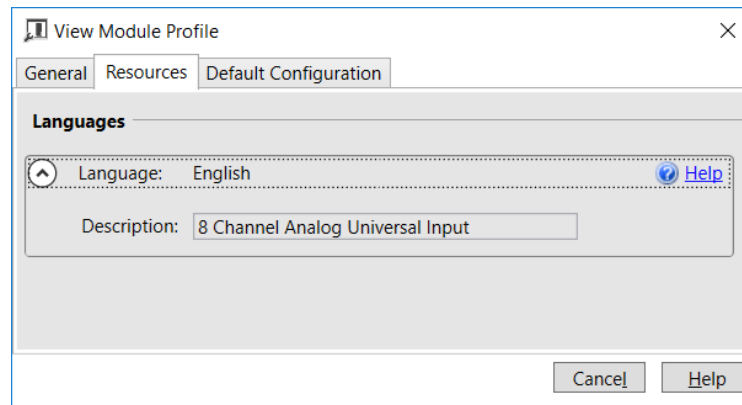 View Module Profile
General Resources Default Configuration
Languages
Language: English Help
Description: 8 Channel Analog Universal Input
Cancel Help